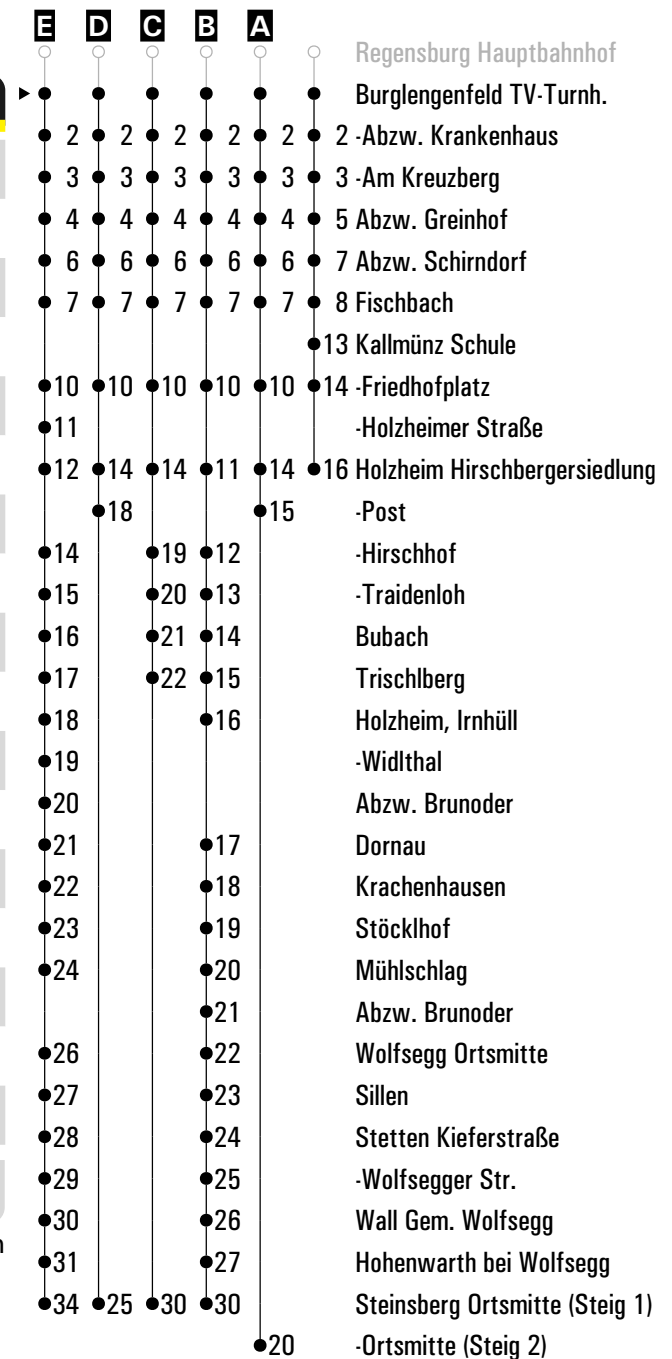 E D C B A
Regensburg Hauptbahnhof
Burglengenfeld TV-Turnh.
2 2 2 2 2 2 -Abzw. Krankenhaus
3 3 3 3 3 3 -Am Kreuzberg
4 4 4 4 4 5 Abzw. Greinhof
6 6 6 6 6 7 Abzw. Schirndorf
7 7 7 7 7 8 Fischbach
13 Kallmünz Schule
10 10 10 10 10 14 -Friedhofplatz
11 -Holzheimer Straße
12 14 14 11 14 16 Holzheim Hirschbergersiedlung
18 15 -Post
14 19 12 -Hirschhof
15 20 13 -Traidenloh
16 21 14 Bubach
17 22 15 Trischlberg
18 16 Holzheim, Irnhüll
19 -Widlthal
20 Abzw. Brunoder
21 17 Dornau
22 18 Krachenhausen
23 19 Stöcklhof
24 20 Mühlschlag
21 Abzw. Brunoder
26 22 Wolfsegg Ortsmitte
27 23 Sillen
28 24 Stetten Kieferstraße
29 25 -Wolfsegger Str.
30 26 Wall Gem. Wolfsegg
31 27 Hohenwarth bei Wolfsegg
34 25 30 30 Steinsberg Ortsmitte (Steig 1)
20 -Ortsmitte (Steig 2)